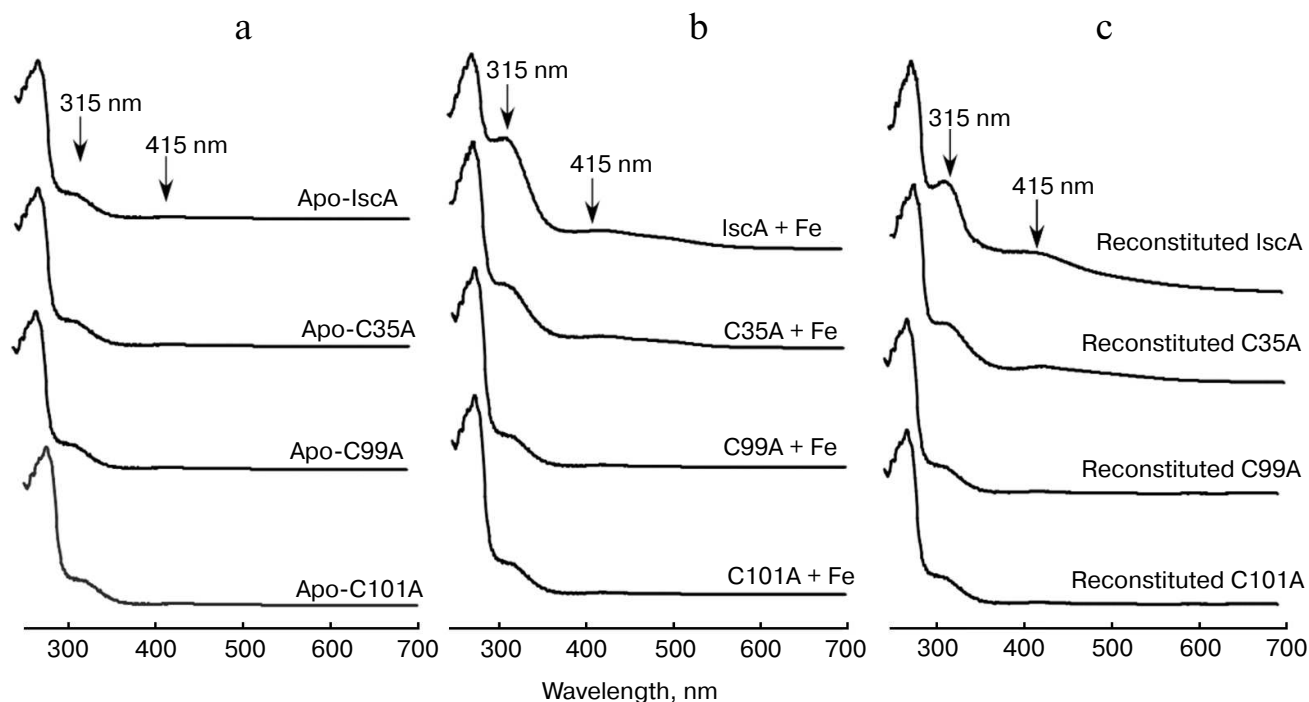 a
315 nm
415 nm
Apo-IscA
Apo-C35A
Apo-C99A
Apo-C101A
300 400 500 600 700
b
315 nm
415 nm
IscA + Fe
C35A + Fe
C99A + Fe
C101A + Fe
300 400 500 600 700
c
315 nm
415 nm
Reconstituted IscA
Reconstituted C35A
Reconstituted C99A
Reconstituted C101A
300 400 500 600 700
Wavelength, nm